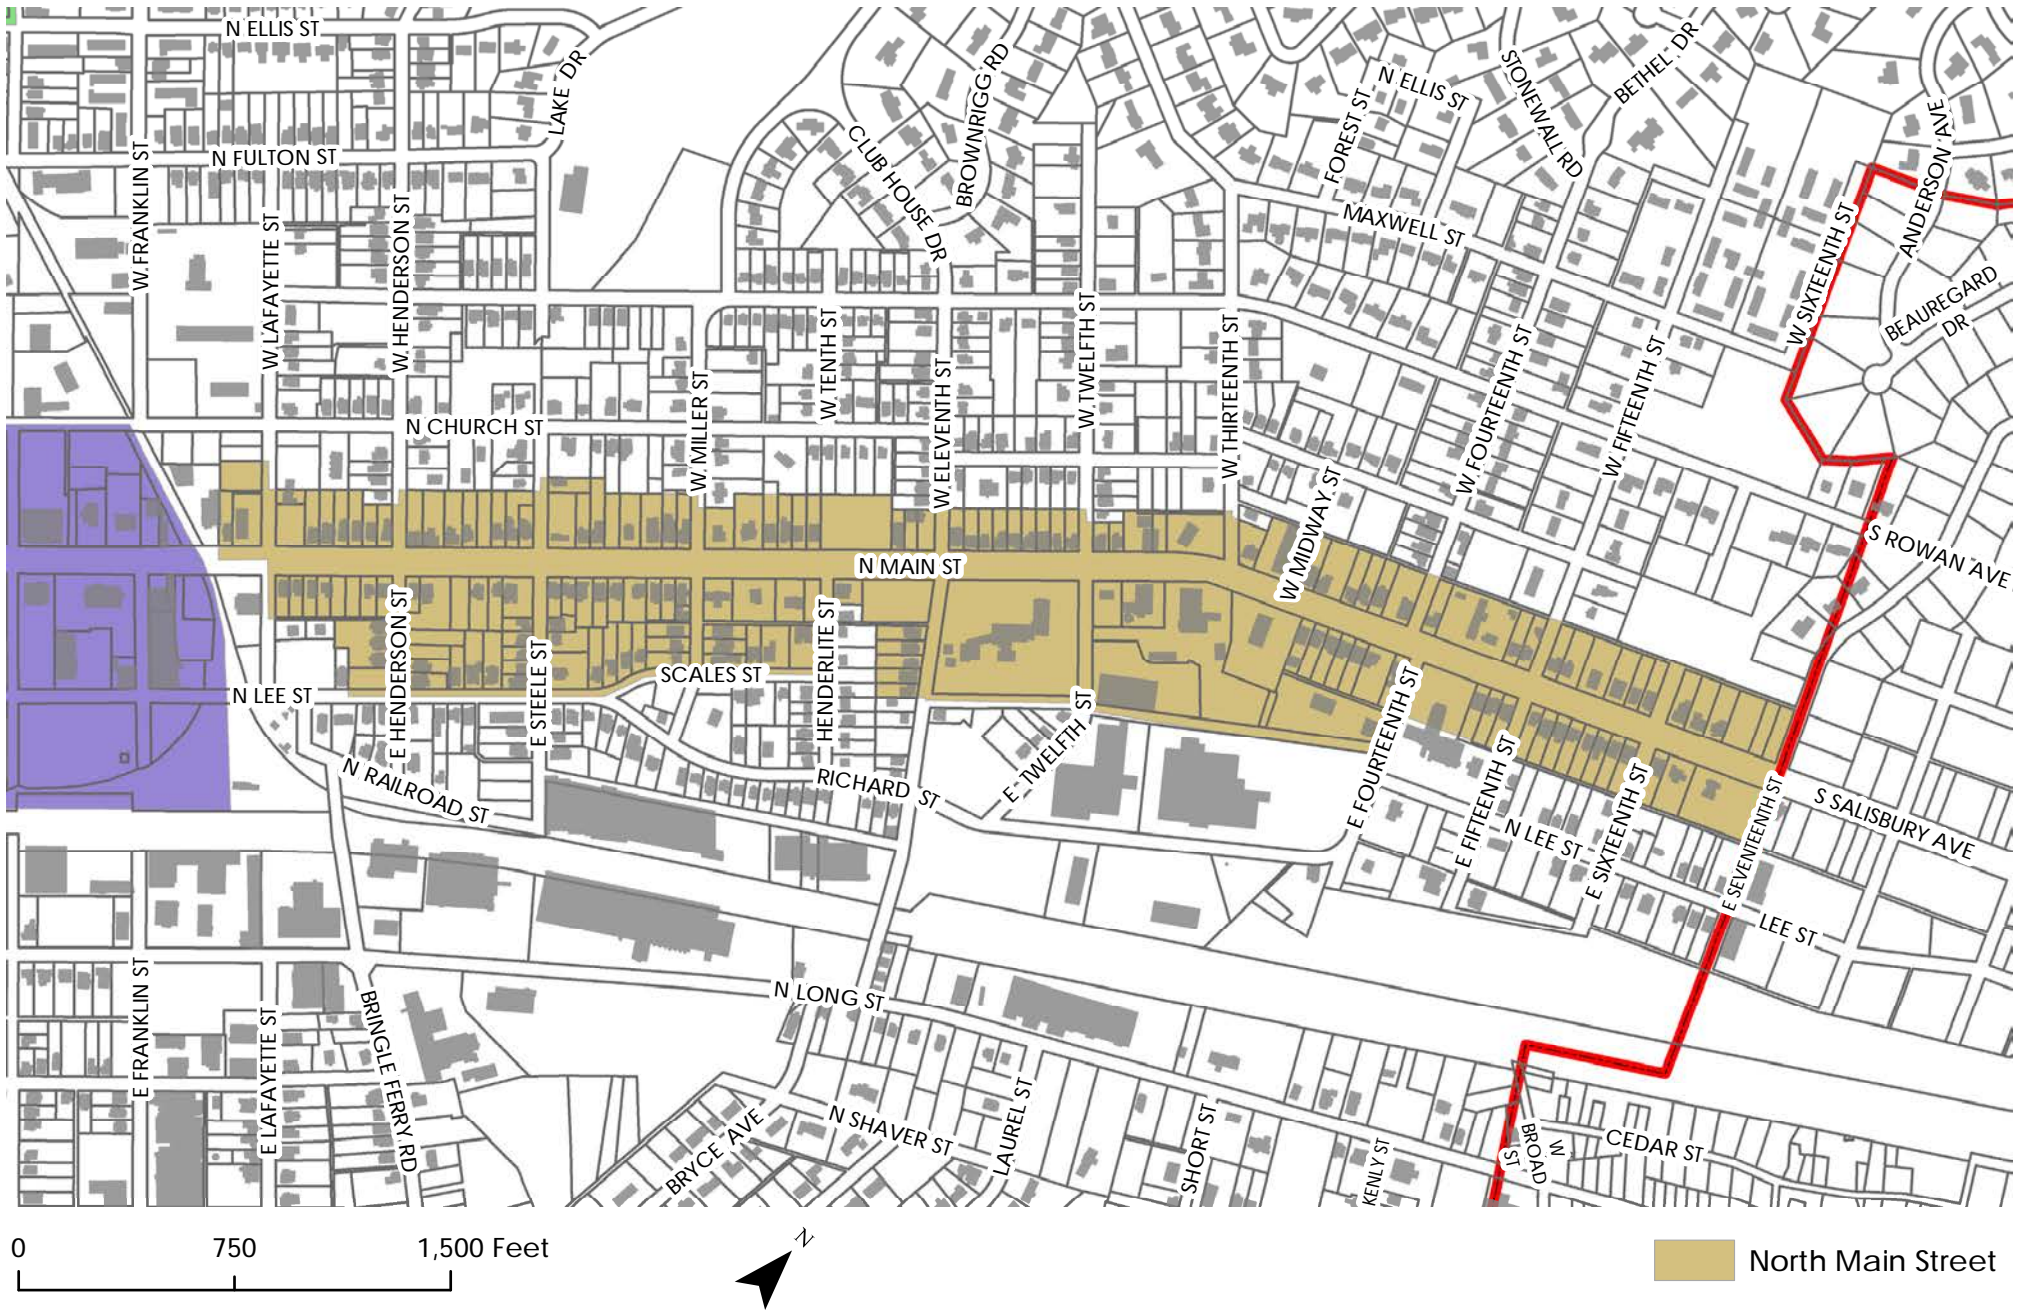 N ELLIS ST
LAKE DR
N FULTON ST
W FRANKLIN ST
W LAFAYETTE ST
W HENDERSON ST
CLUB HOUSE DR
BROWNRIGG RD
N ELLIS ST
FOREST ST
STONEWALL RD
BETHEL DR
MAXWELL ST
ANDERSON AVE
W SIXTEENTH ST
BEAUREGARD
DR
N CHURCH ST
W MILLER ST
W TENTH ST
W ELEVENTH ST
W TWELFTH ST
W THIRTEENTH ST
W MIDWAY ST
W FOURTEENTH ST
W FIFTEENTH ST
S ROWAN AVE
N MAIN ST
N LEE ST
E HENDERSON ST
E STEELE ST
SCALES ST
HENDERLITE ST
N RAILROAD ST
RICHARD ST
E TWELFTH ST
E FOURTEENTH ST
E FIFTEENTH ST
N LEE ST
E SIXTEENTH ST
E SEVENTEENTH ST
S SALISBURY AVE
LEE ST
E FRANKLIN ST
E LAFAYETTE ST
BRINGLE FERRY RD
N LONG ST
BRYCE AVE
N SHAVER ST
LAUREL ST
SHORT ST
KENLY ST
W
BROAD
ST
CEDAR ST
0 750 1,500 Feet
N
North Main Street